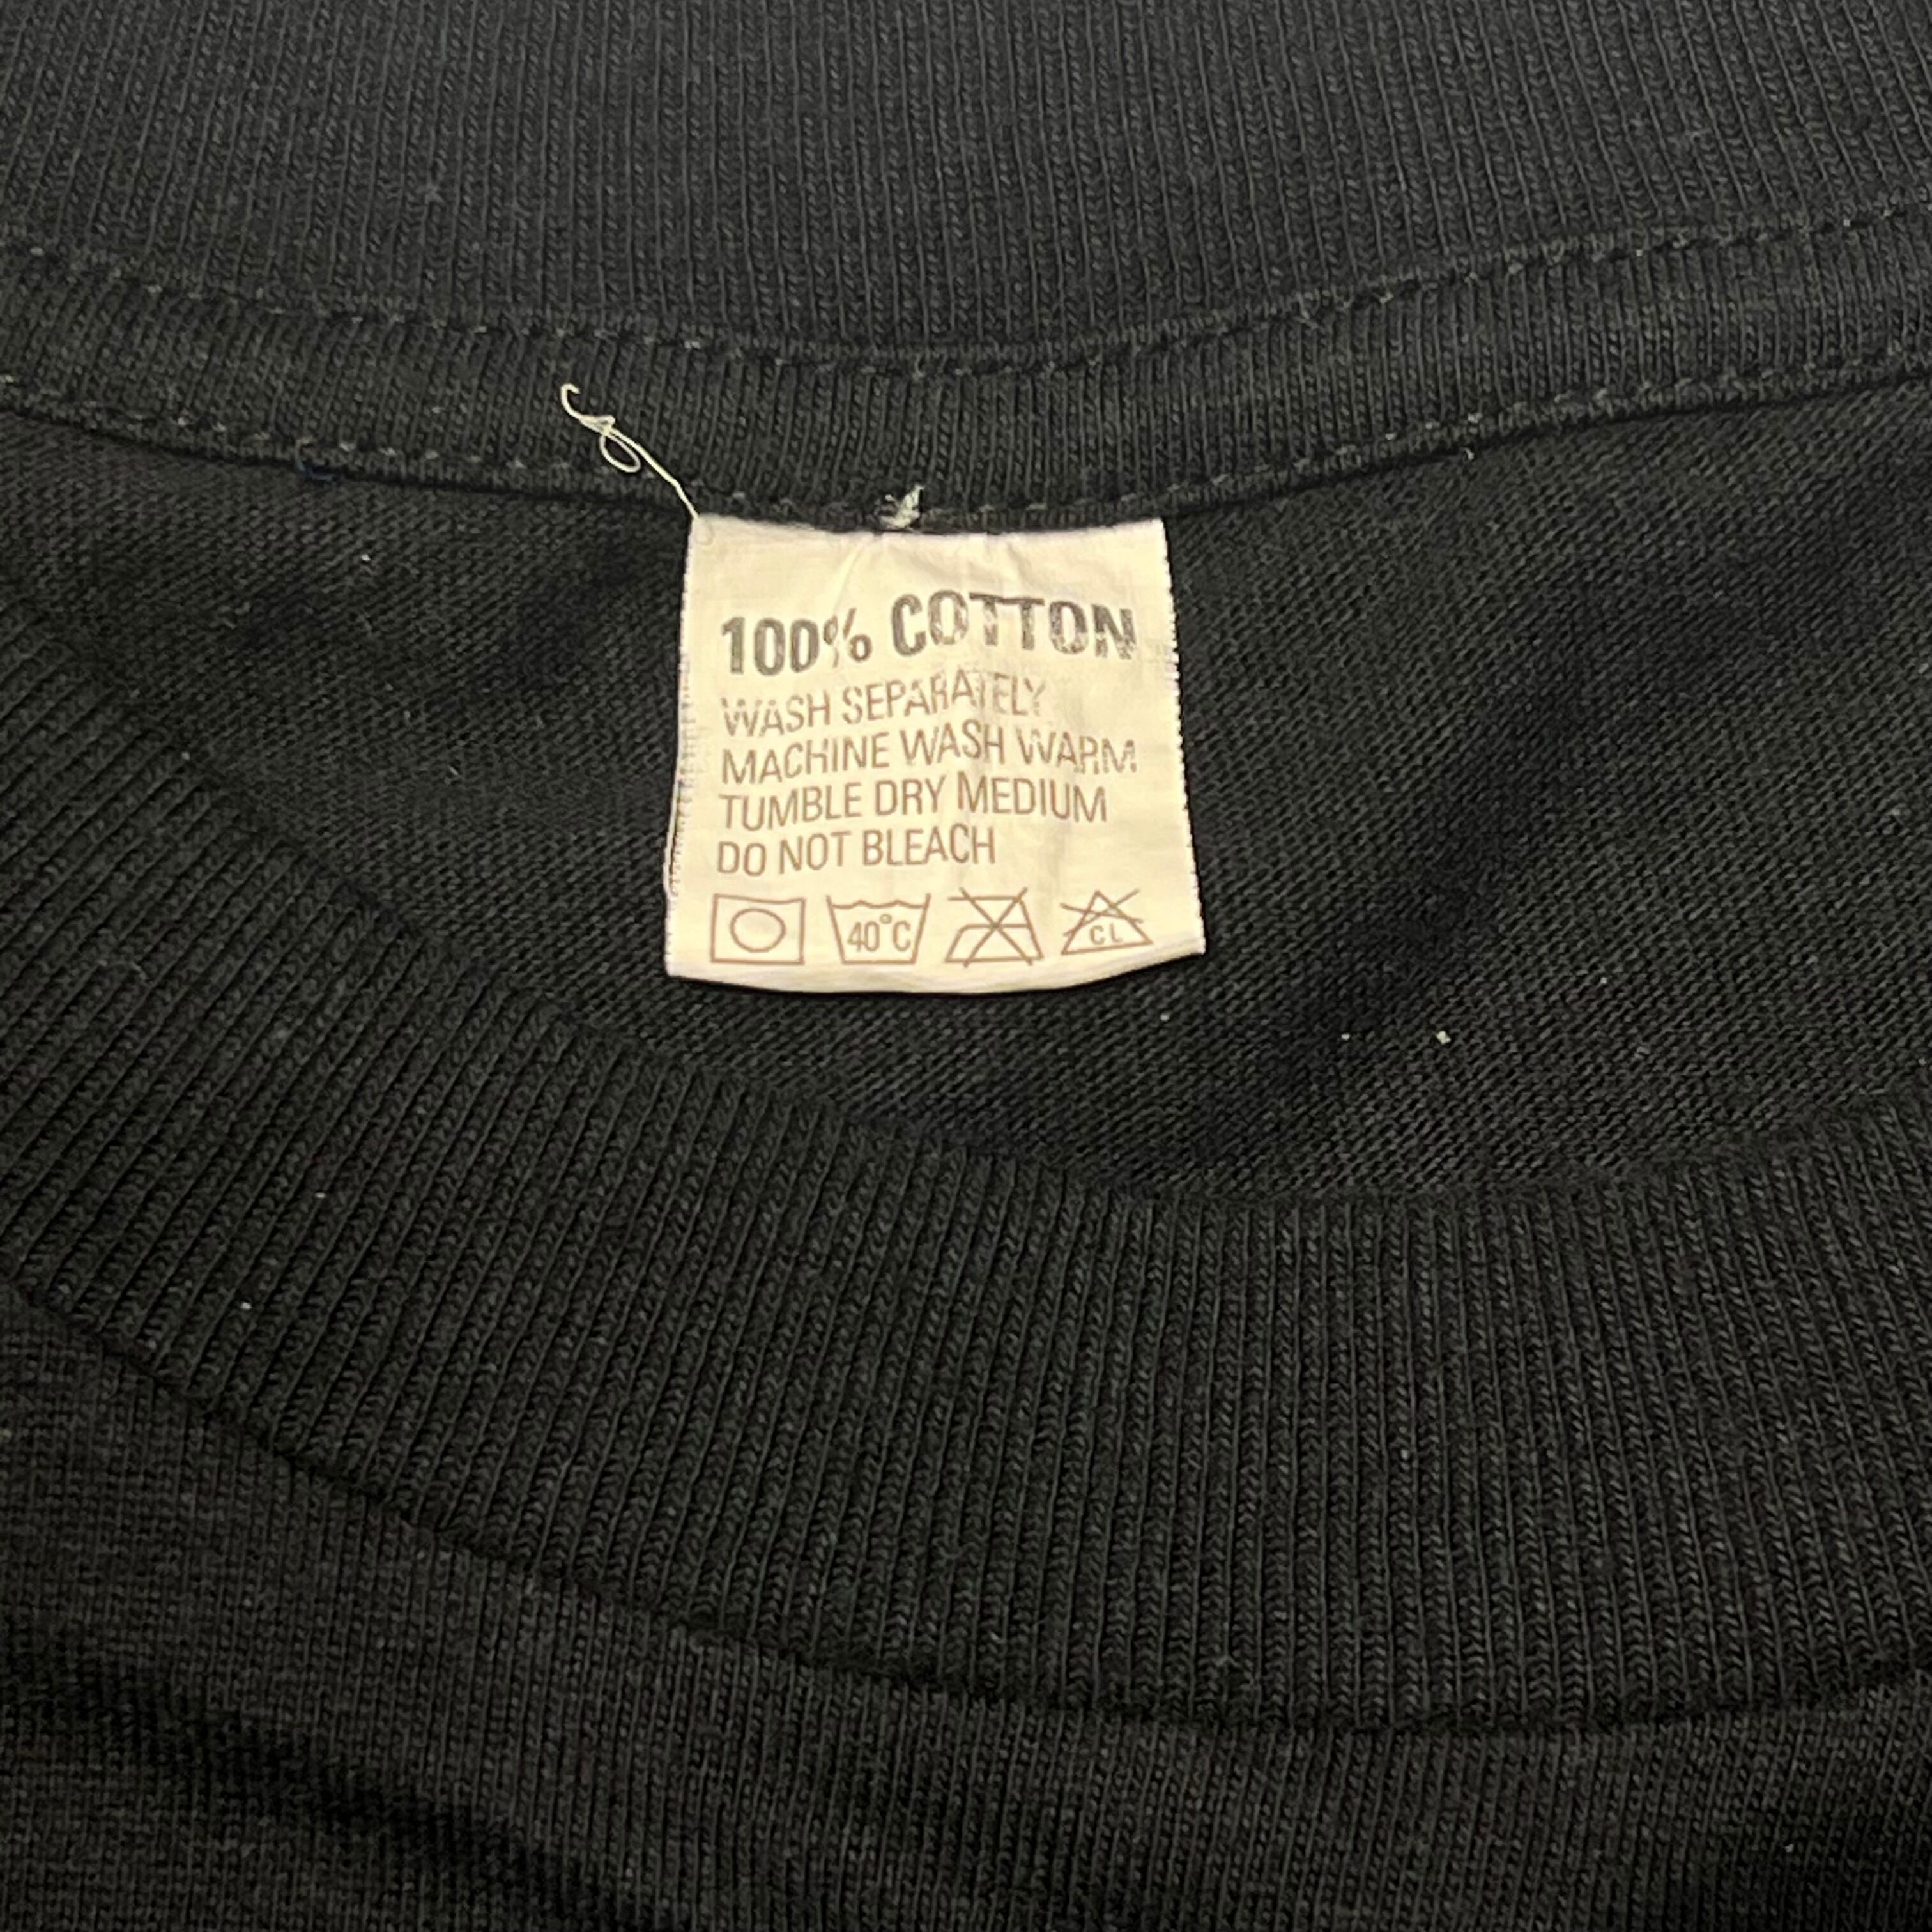 100% COTTON
WASH SEPARATELY
MACHINE WASH WARM
TUMBLE DRY MEDIUM
DO NOT BLEACH
40°C CL